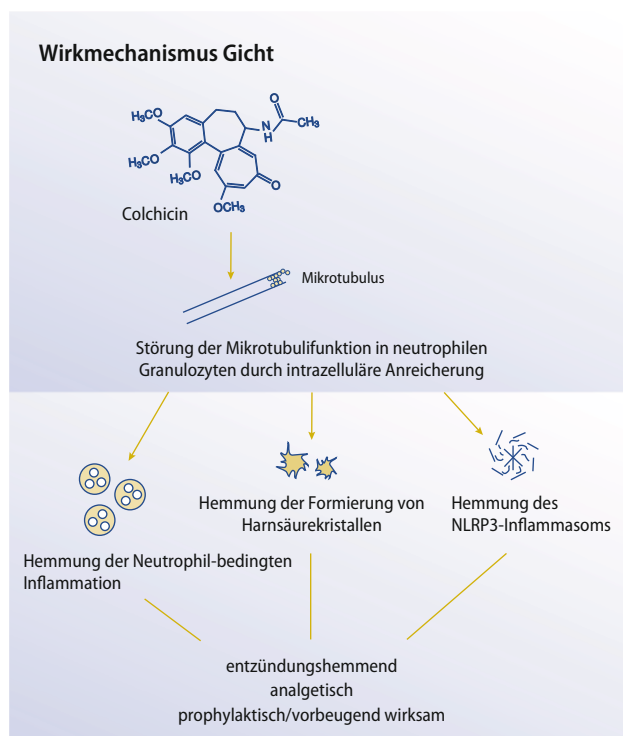 Wirkmechanismus Gicht
O
H₃CO
N
H
CH₃
H₃CO
H₃CO
O
OCH₃
Colchicin
Mikrotubulus
Störung der Mikrotubulifunktion in neutrophilen
Granulozyten durch intrazelluläre Anreicherung
Hemmung der Neutrophil-bedingten
Inflammation
Hemmung der Formierung von
Harnsäurekristallen
Hemmung des
NLRP3-Inflammasoms
entzündungshemmend
analgetisch
prophylaktisch/vorbeugend wirksam